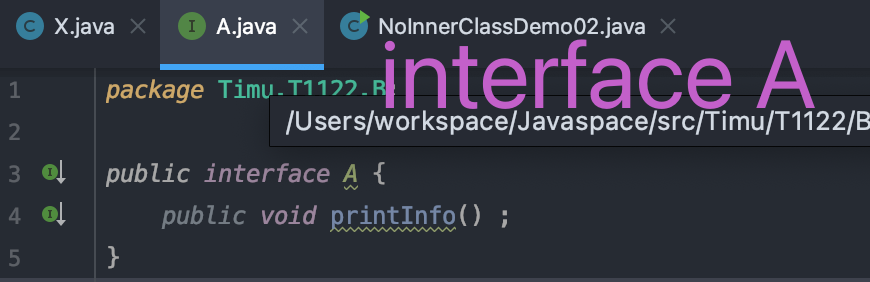 X.java
A.java
NoInnerClassDemo02.java
interface A
1 package Timu.T1122.B;
/Users/workspace/Javaspace/src/Timu/T1122/B
2
3 public interface A {
4 public void printInfo() ;
5 }